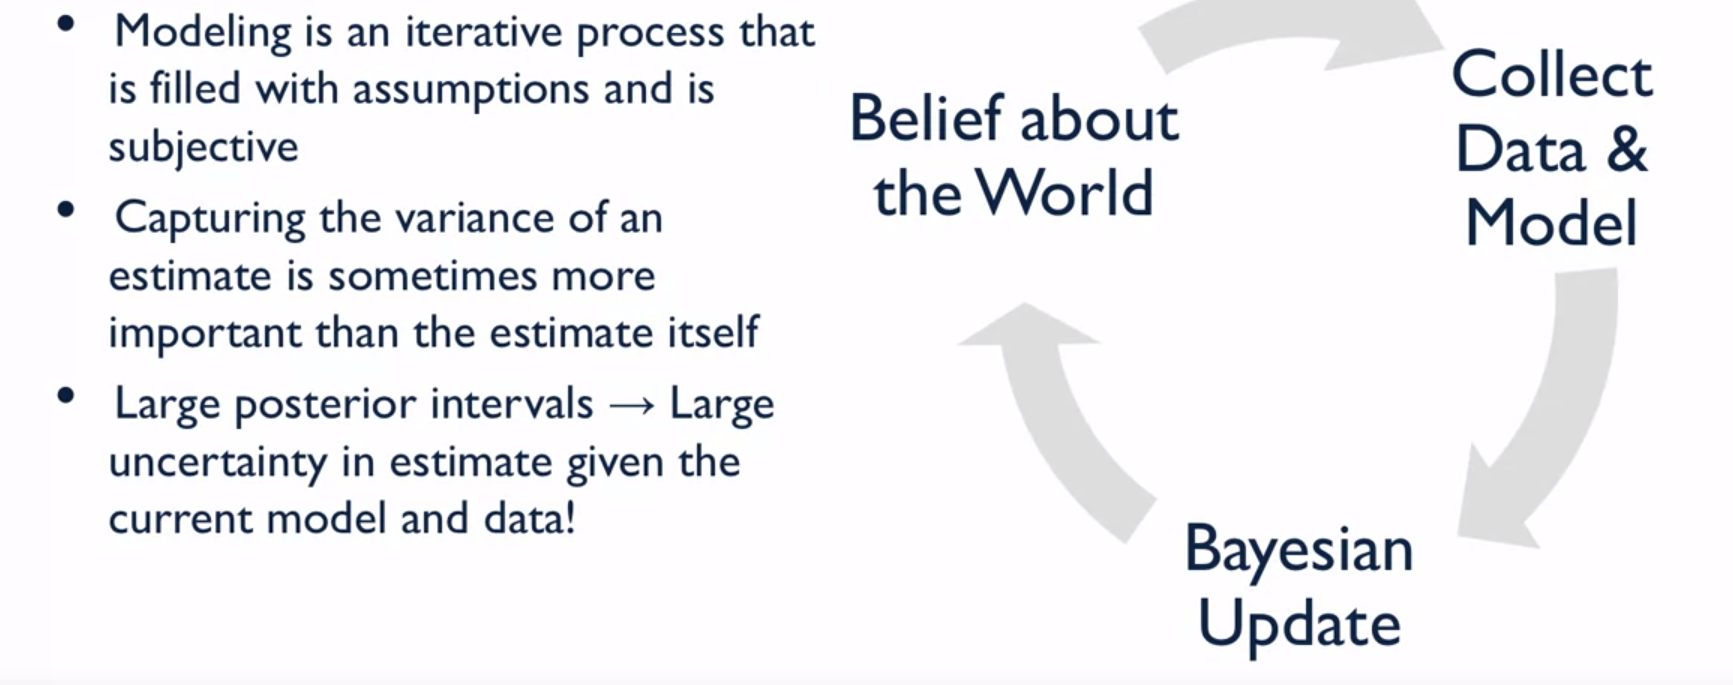 • Modeling is an iterative process that
is filled with assumptions and is
subjective
• Capturing the variance of an
estimate is sometimes more
important than the estimate itself
• Large posterior intervals → Large
uncertainty in estimate given the
current model and data!
Belief about
the World
Collect
Data &
Model
Bayesian
Update